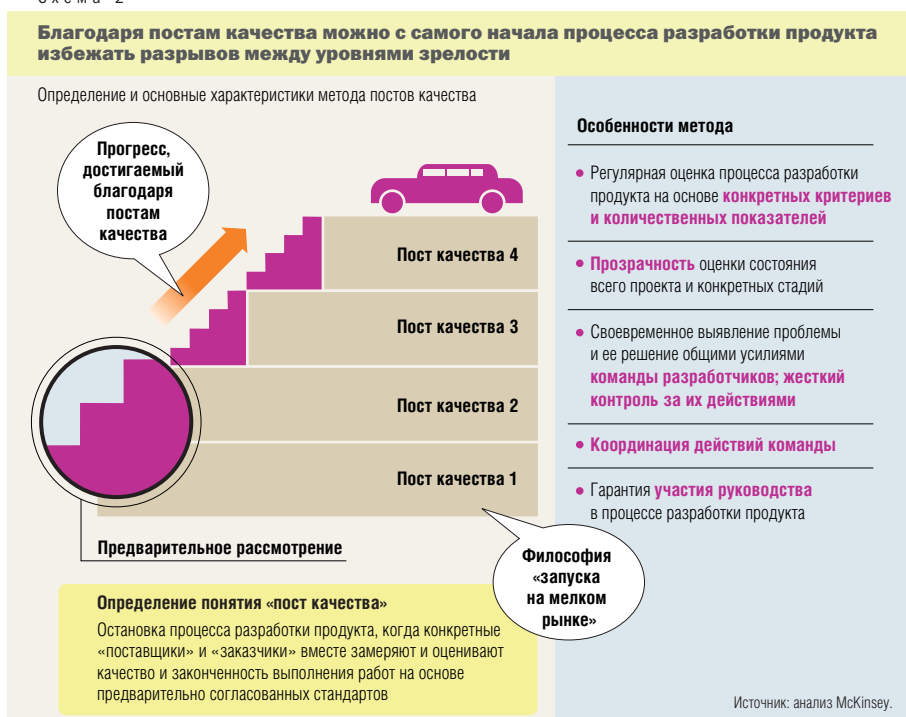 Схема 2
Благодаря постам качества можно с самого начала процесса разработки продукта
избежать разрывов между уровнями зрелости
Определение и основные характеристики метода постов качества
Прогресс,
достигаемый
благодаря
постам
качества
Пост качества 4
Пост качества 3
Пост качества 2
Пост качества 1
Предварительное рассмотрение
Философия
«запуска
на мелком
рынке»
Определение понятия «пост качества»
Остановка процесса разработки продукта, когда конкретные
«поставщики» и «заказчики» вместе замеряют и оценивают
качество и законченность выполнения работ на основе
предварительно согласованных стандартов
Особенности метода
• Регулярная оценка процесса разработки
продукта на основе конкретных критериев
и количественных показателей
• Прозрачность оценки состояния
всего проекта и конкретных стадий
• Своевременное выявление проблемы
и ее решение общими усилиями
команды разработчиков; жесткий
контроль за их действиями
• Координация действий команды
• Гарантия участия руководства
в процессе разработки продукта
Источник: анализ McKinsey.